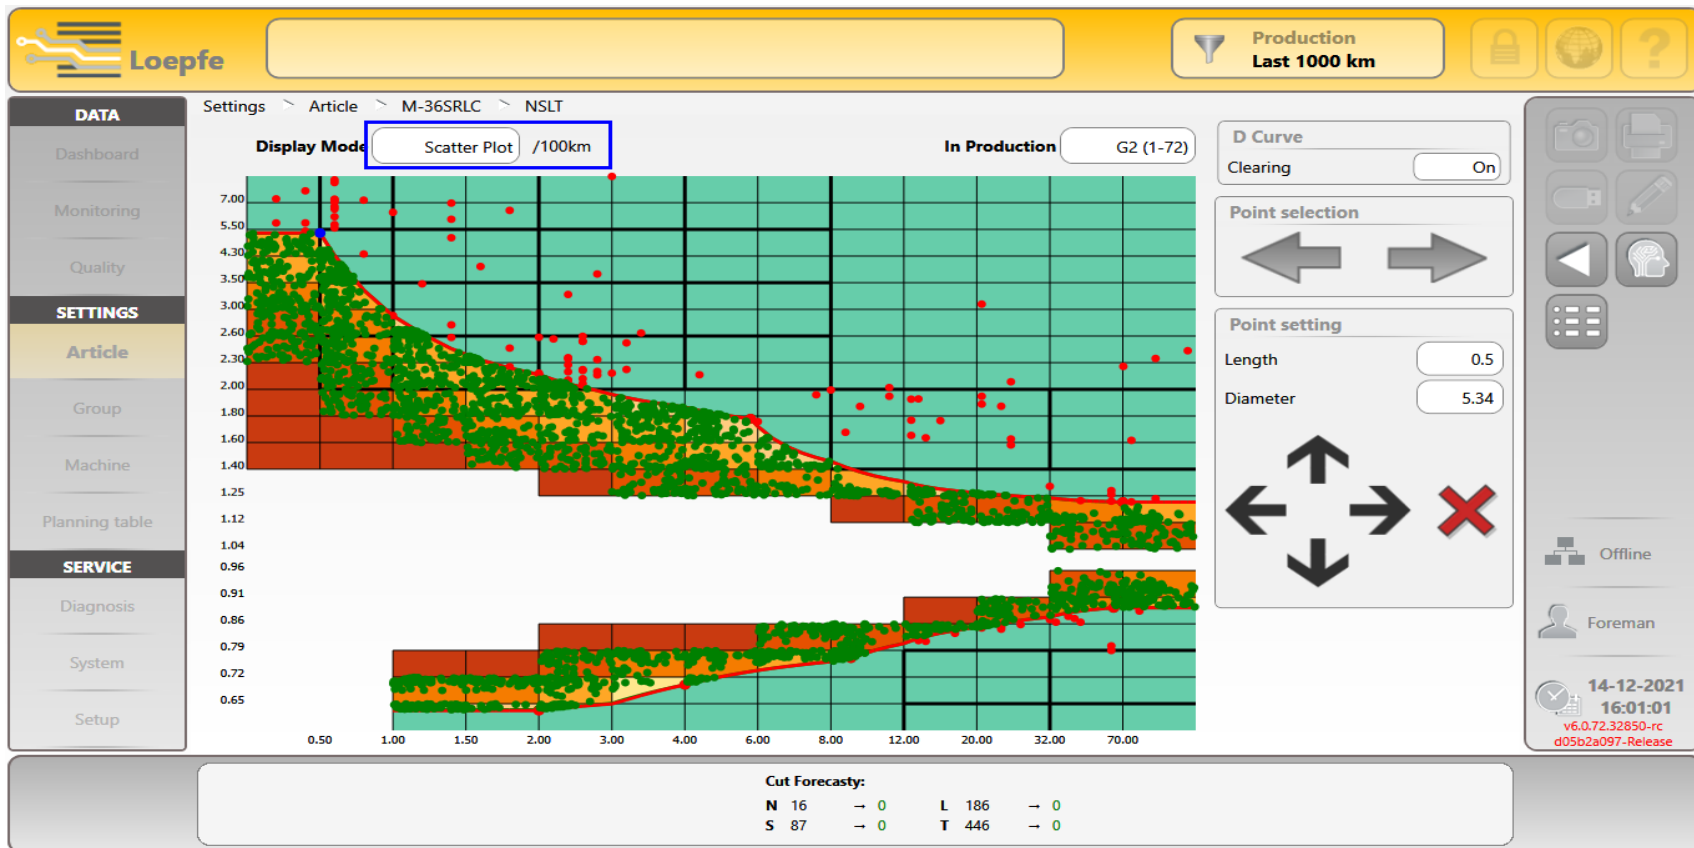 Loepfe
Production
Last 1000 km
?
DATA
Dashboard
Monitoring
Quality
SETTINGS
Article
Group
Machine
Planning table
SERVICE
Diagnosis
System
Setup
Settings > Article > M-36SRLC > NSLT
Display Mode Scatter Plot /100km
In Production G2 (1-72)
7.00
5.50
4.30
3.50
3.00
2.60
2.30
2.00
1.80
1.60
1.40
1.25
1.12
1.04
0.96
0.91
0.86
0.79
0.72
0.65
0.50 1.00 1.50 2.00 3.00 4.00 6.00 8.00 12.00 20.00 32.00 70.00
D Curve
Clearing On
Point selection
Point setting
Length 0.5
Diameter 5.34
Offline
Foreman
14-12-2021
16:01:01
v6.0.72.32850-rc
d05b2a097-Release
Cut Forecasty:
N 16 → 0 L 186 → 0
S 87 → 0 T 446 → 0